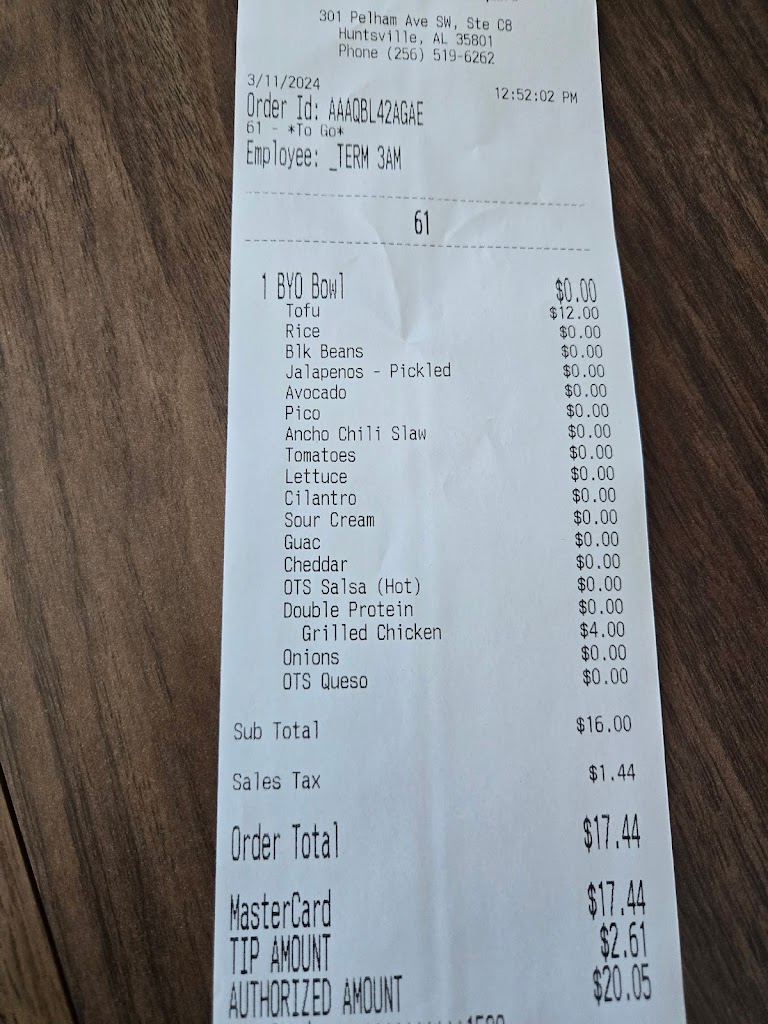 301 Pelham Ave SW, Ste C8
Huntsville, AL 35801
Phone (256) 519-6262
3/11/2024 12:52:02 PM
Order Id: AAAQBL42AGAE
61 - *To Go*
Employee: _TERM 3AM
61
1 BYO Bowl $0.00
Tofu $12.00
Rice $0.00
Blk Beans $0.00
Jalapenos - Pickled $0.00
Avocado $0.00
Pico $0.00
Ancho Chili Slaw $0.00
Tomatoes $0.00
Lettuce $0.00
Cilantro $0.00
Sour Cream $0.00
Guac $0.00
Cheddar $0.00
OTS Salsa (Hot) $0.00
Double Protein $0.00
Grilled Chicken $4.00
Onions $0.00
OTS Queso $0.00
Sub Total $16.00
Sales Tax $1.44
Order Total $17.44
MasterCard $17.44
TIP AMOUNT $2.61
AUTHORIZED AMOUNT $20.05